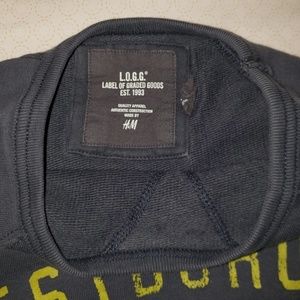 L.O.G.G.®
LABEL OF GRADED GOODS
EST. 1993
QUALITY APPAREL
AUTHENTIC CONSTRUCTION
MADE BY
H&M